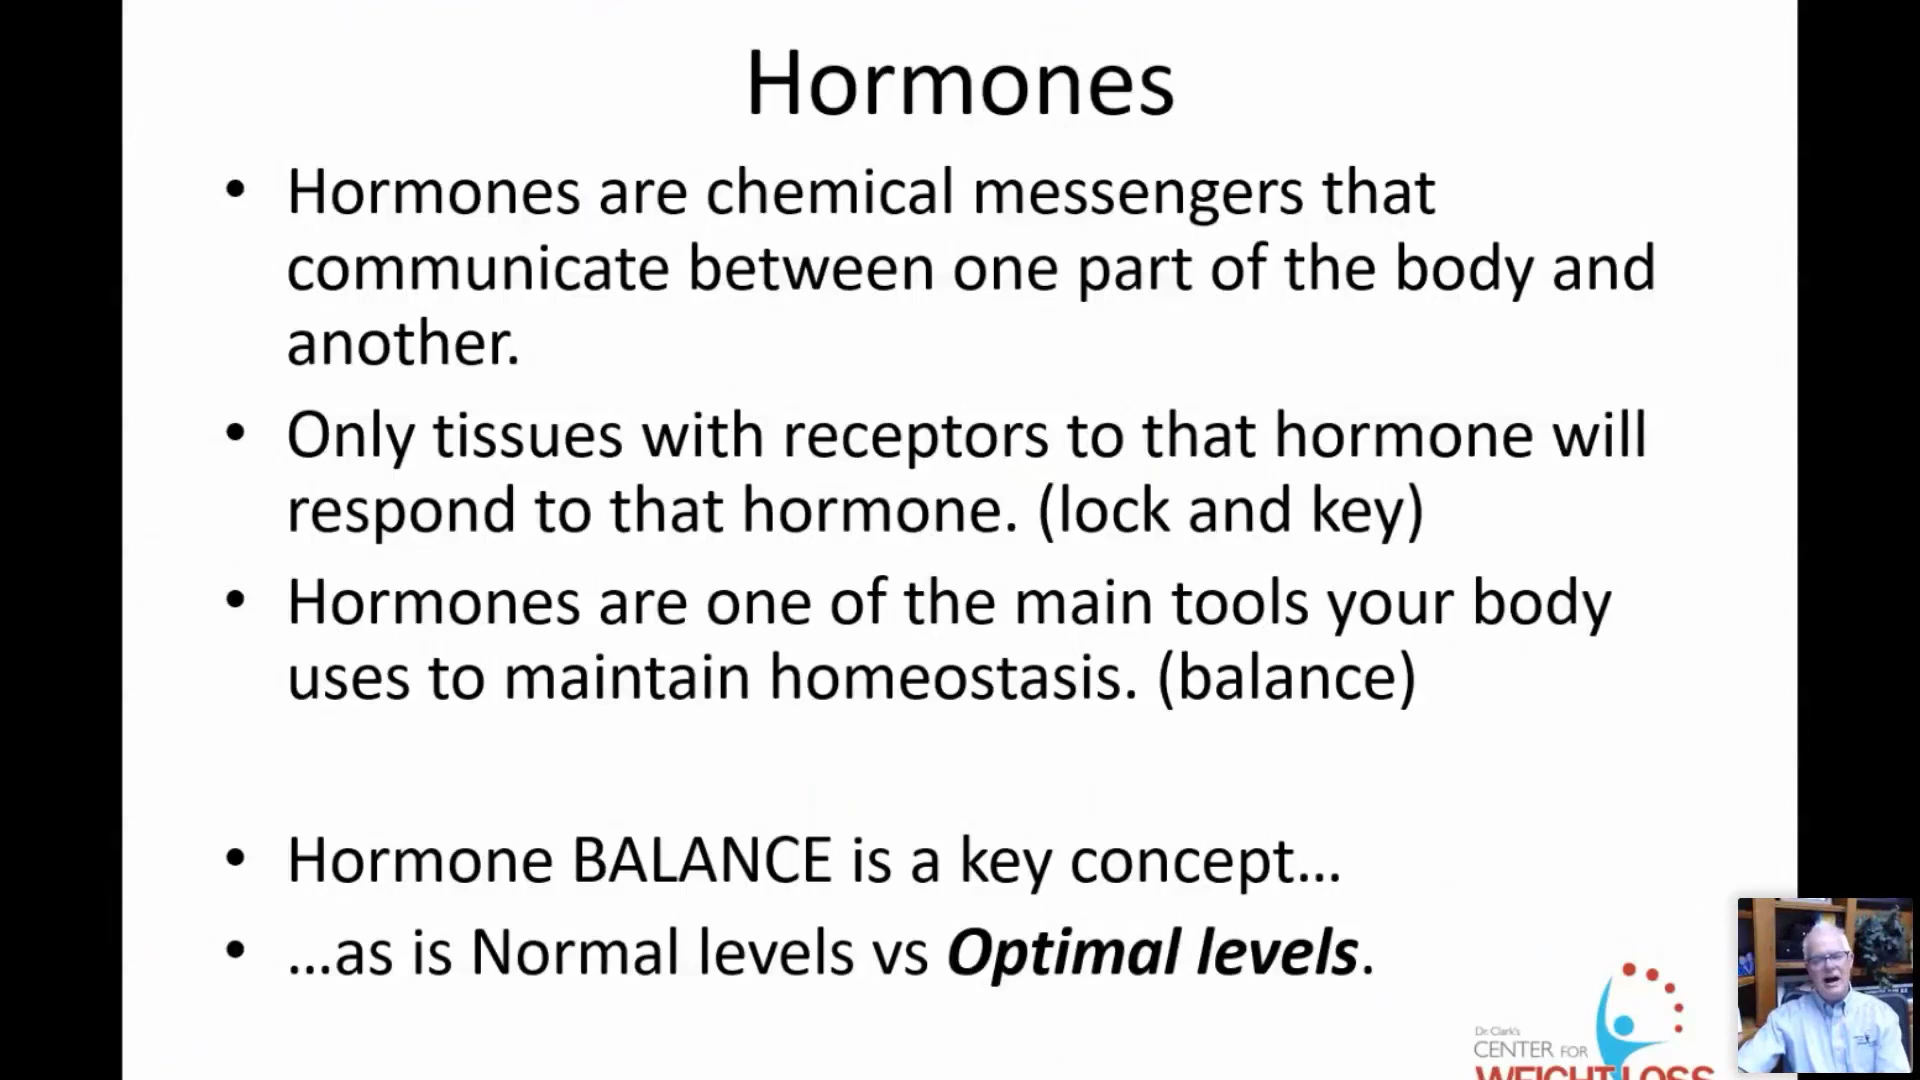 Hormones
• Hormones are chemical messengers that
communicate between one part of the body and
another.
• Only tissues with receptors to that hormone will
respond to that hormone. (lock and key)
• Hormones are one of the main tools your body
uses to maintain homeostasis. (balance)
• Hormone BALANCE is a key concept...
• ...as is Normal levels vs Optimal levels.
Dr. Clark's
CENTER FOR
WEIGHT LOSS